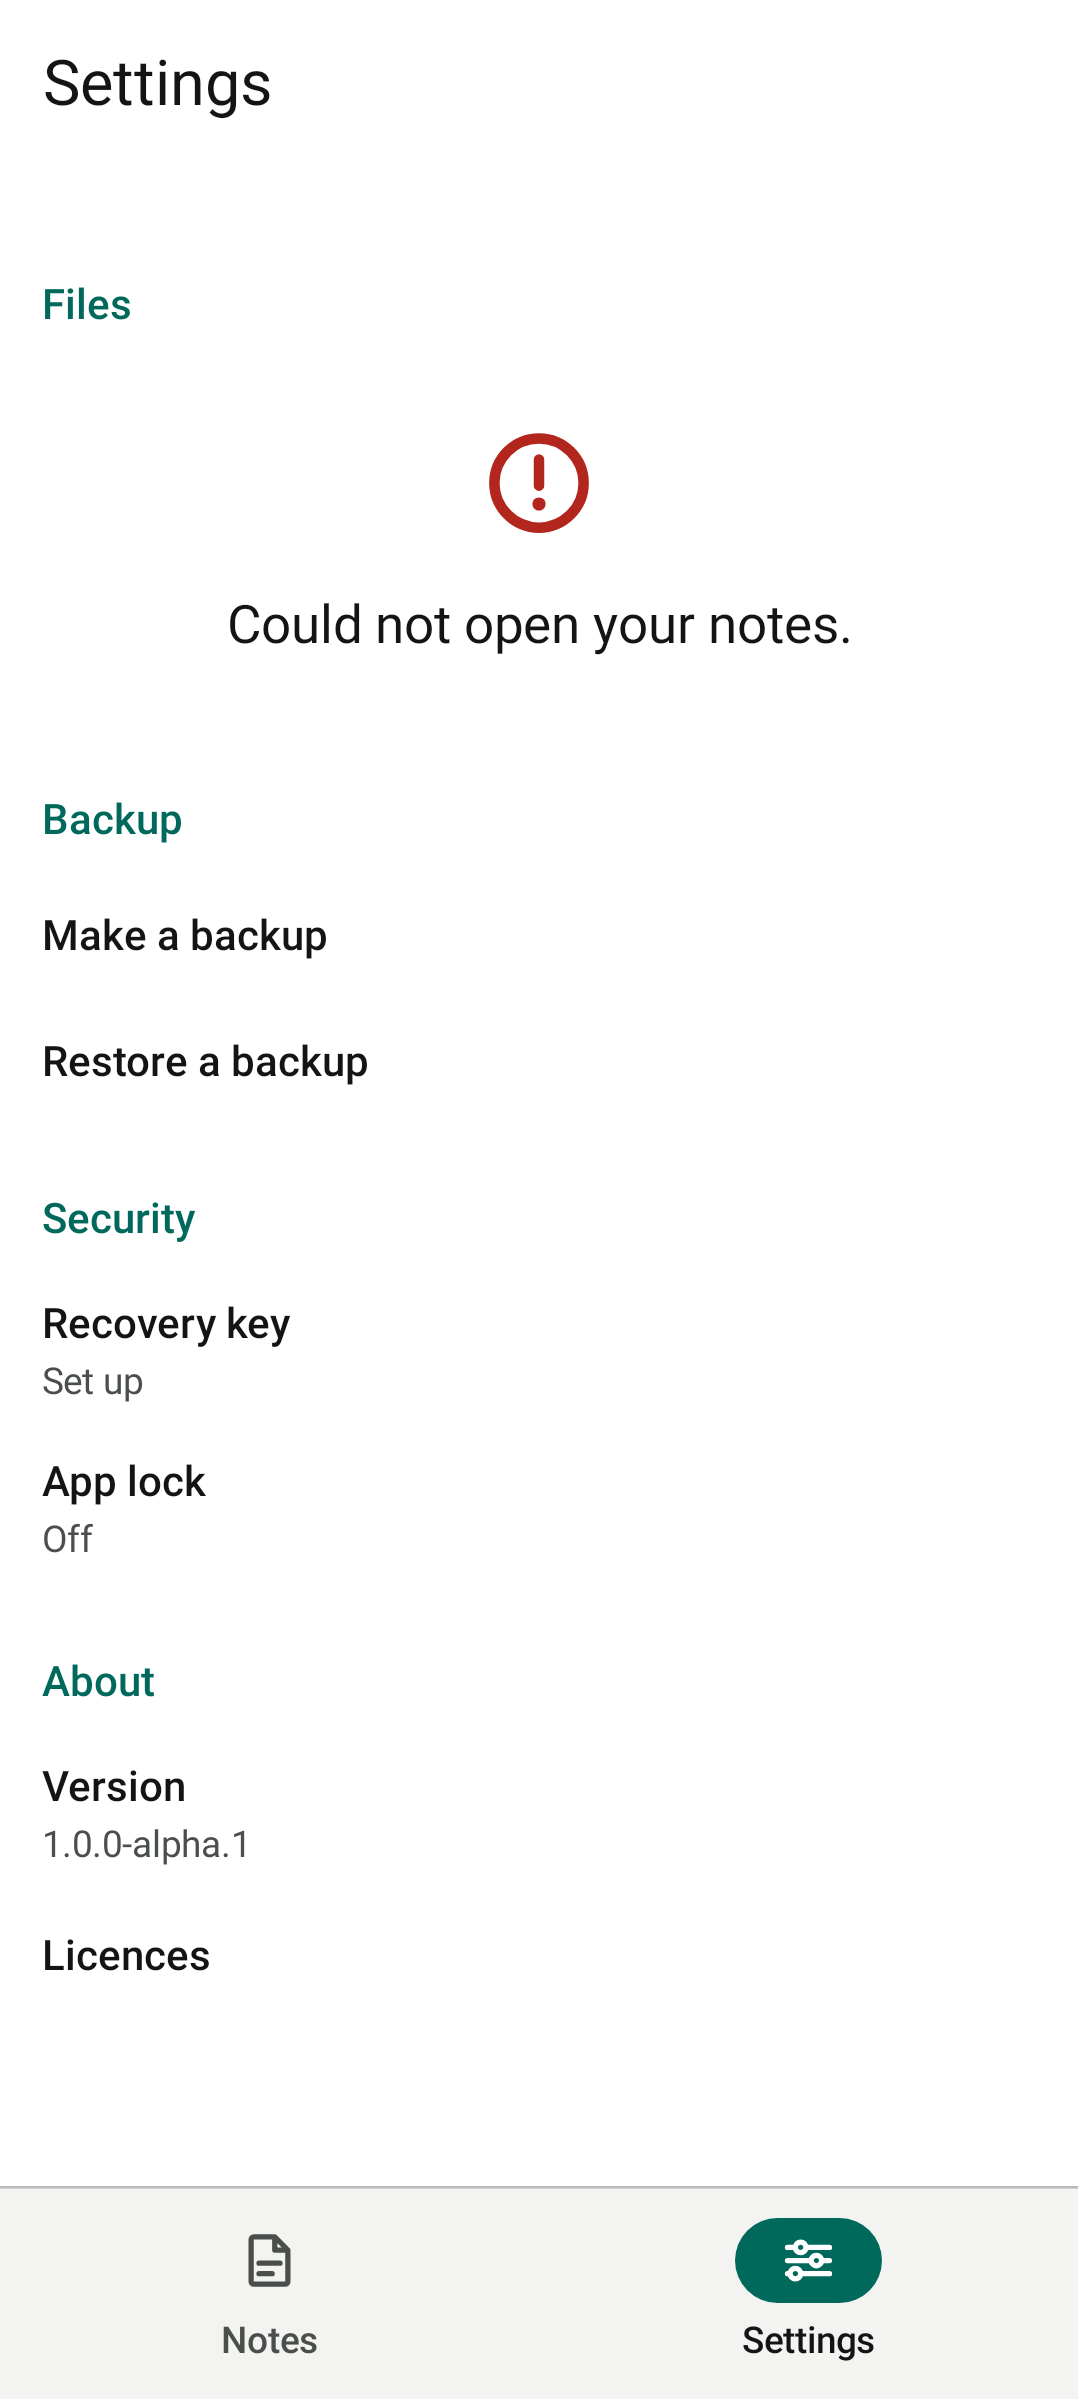 Settings
Files
Could not open your notes.
Backup
Make a backup
Restore a backup
Security
Recovery key
Set up
App lock
Off
About
Version
1.0.0-alpha.1
Licences
Notes
Settings